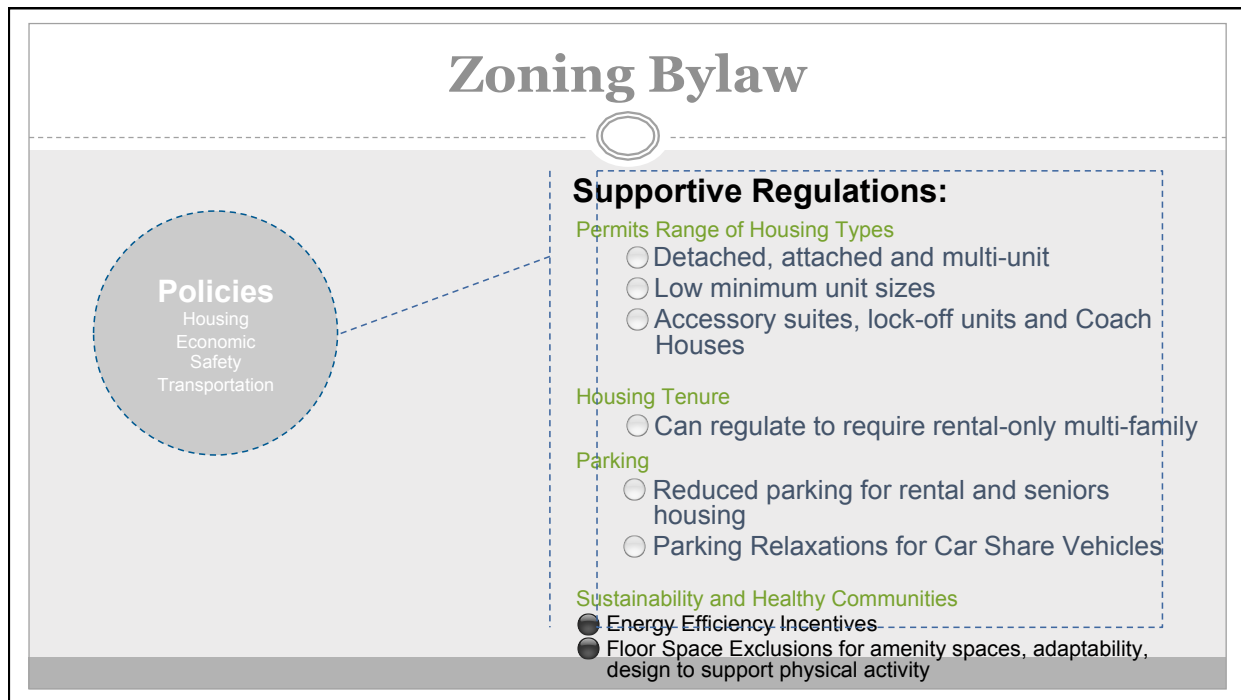 Zoning Bylaw
Policies
Housing
Economic
Safety
Transportation
Supportive Regulations:
Permits Range of Housing Types
Detached, attached and multi-unit
Low minimum unit sizes
Accessory suites, lock-off units and Coach
Houses
Housing Tenure
Can regulate to require rental-only multi-family
Parking
Reduced parking for rental and seniors
housing
Parking Relaxations for Car Share Vehicles
Sustainability and Healthy Communities
Energy Efficiency Incentives
Floor Space Exclusions for amenity spaces, adaptability,
design to support physical activity